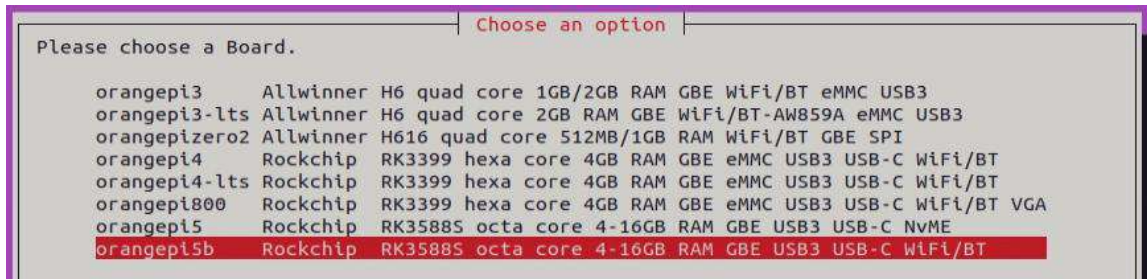 Choose an option
Please choose a Board.
orangepi3 Allwinner H6 quad core 1GB/2GB RAM GBE WiFi/BT eMMC USB3
orangepi3-lts Allwinner H6 quad core 2GB RAM GBE WiFi/BT-AW859A eMMC USB3
orangepizero2 Allwinner H616 quad core 512MB/1GB RAM WiFi/BT GBE SPI
orangepi4 Rockchip RK3399 hexa core 4GB RAM GBE eMMC USB3 USB-C WiFi/BT
orangepi4-lts Rockchip RK3399 hexa core 4GB RAM GBE eMMC USB3 USB-C WiFi/BT
orangepi800 Rockchip RK3399 hexa core 4GB RAM GBE eMMC USB3 USB-C WiFi/BT VGA
orangepi5 Rockchip RK3588S octa core 4-16GB RAM GBE USB3 USB-C NvME
orangepi5b Rockchip RK3588S octa core 4-16GB RAM GBE USB3 USB-C WiFi/BT